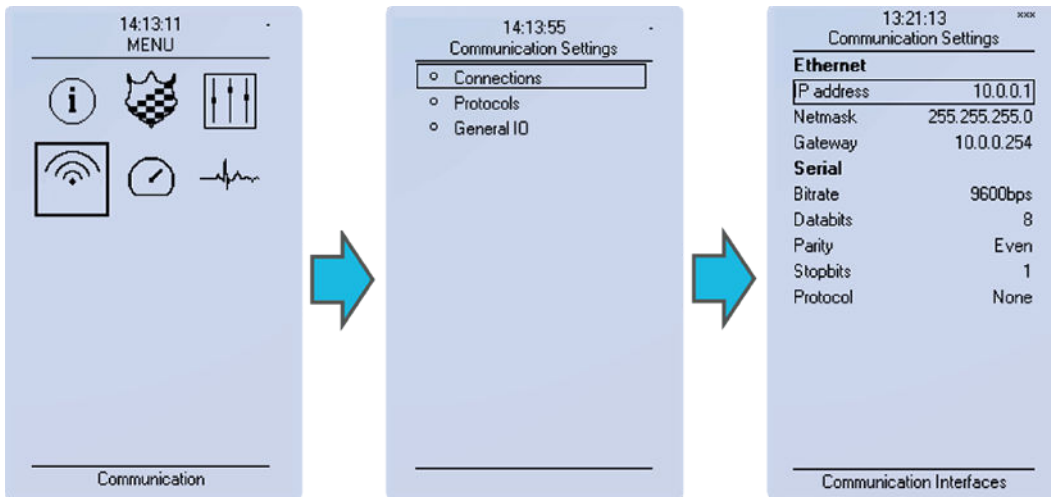 14:13:11
MENU
i
Communication
14:13:55
Communication Settings
Connections
Protocols
General IO
13:21:13 xxx
Communication Settings
Ethernet
IP address 10.0.0.1
Netmask 255.255.255.0
Gateway 10.0.0.254
Serial
Bitrate 9600bps
Databits 8
Parity Even
Stopbits 1
Protocol None
Communication Interfaces